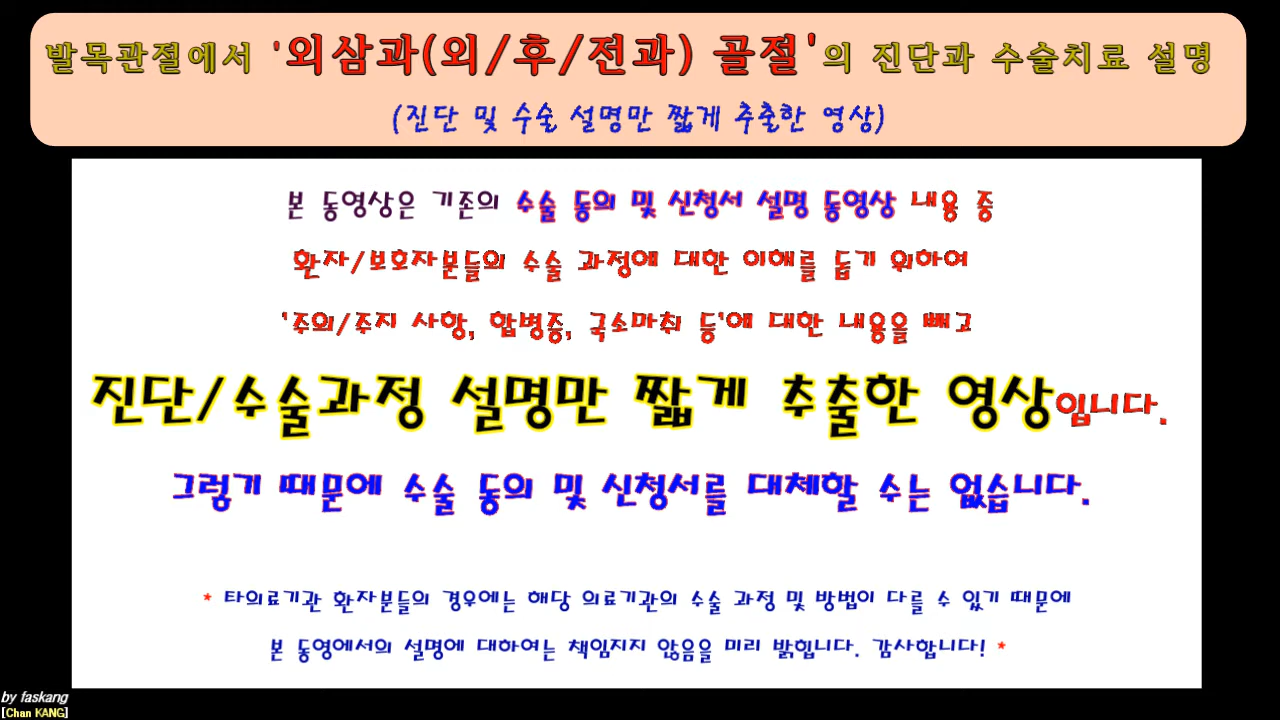 발목관절에서 '외삼과(외/후/전과) 골절'의 진단과 수술치료 설명
(진단 및 수술 설명만 짧게 추출한 영상)
본 동영상은 기존의 수술 동의 및 신청서 설명 동영상 내용 중
환자/보호자분들의 수술 과정에 대한 이해를 돕기 위하여
'주의/주지 사항, 합병증, 국소마취 등'에 대한 내용을 빼고
진단/수술과정 설명만 짧게 추출한 영상입니다.
그렇기 때문에 수술 동의 및 신청서를 대체할 수는 없습니다.
* 타의료기관 환자분들의 경우에는 해당 의료기관의 수술 과정 및 방법이 다를 수 있기 때문에
본 동영에서의 설명에 대하여는 책임지지 않음을 미리 밝힙니다. 감사합니다! *
by faskang
[Chan KANG]